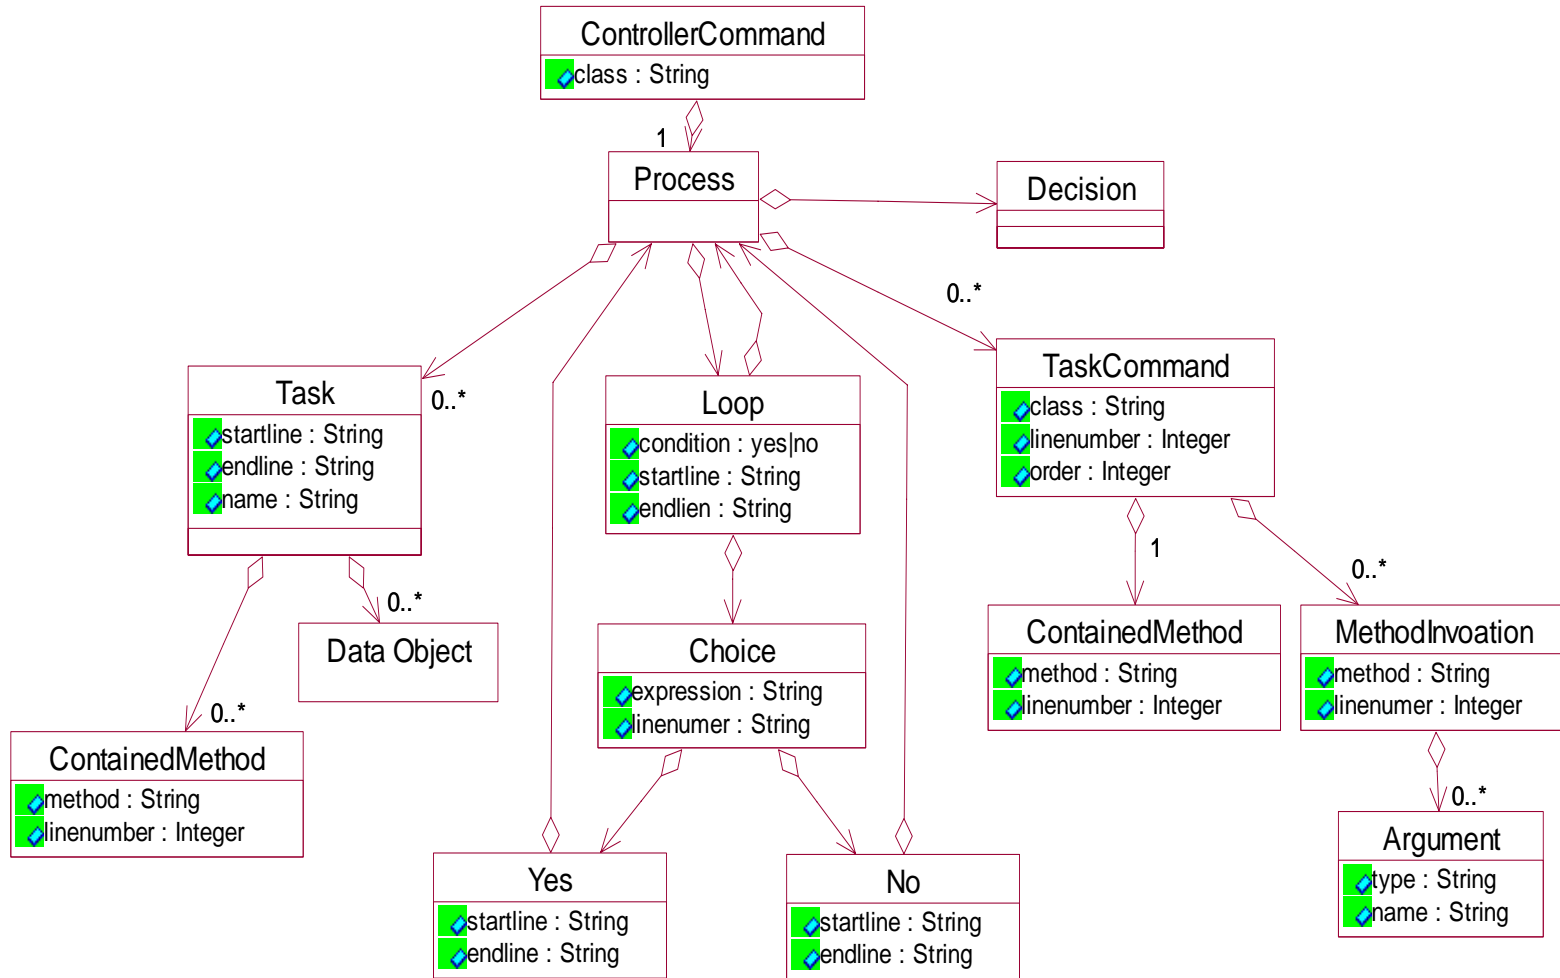 ControllerCommand
class : String
1
Process
Decision
0..*
Task
startline : String
endline : String
name : String
0..*
Loop
condition : yes|no
startline : String
endlien : String
TaskCommand
class : String
linenumber : Integer
order : Integer
1
0..*
0..*
Data Object
0..*
ContainedMethod
method : String
linenumber : Integer
Choice
expression : String
linenumer : String
ContainedMethod
method : String
linenumber : Integer
MethodInvoation
method : String
linenumer : Integer
0..*
Yes
startline : String
endline : String
No
startline : String
endline : String
Argument
type : String
name : String